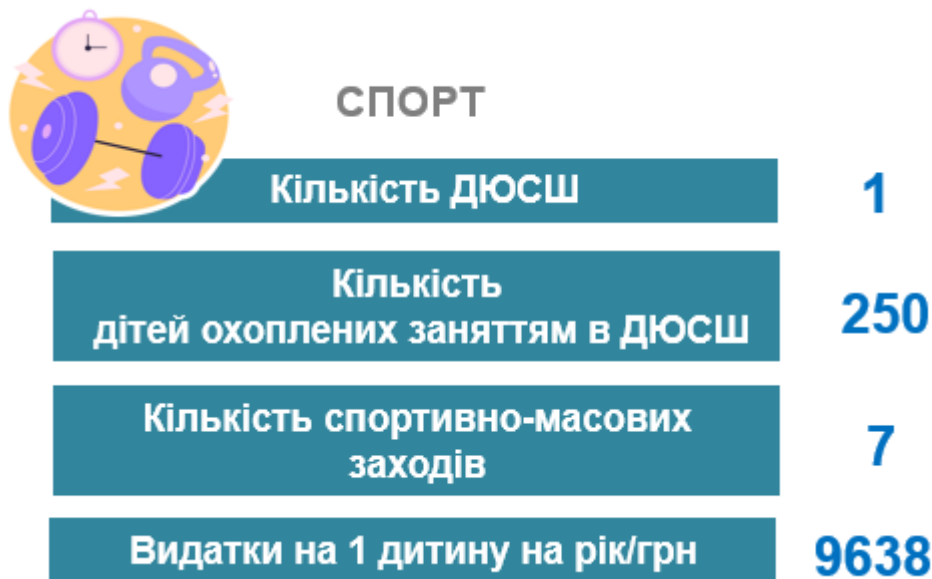 СПОРТ
Кількість ДЮСШ
1
Кількість
дітей охоплених заняттям в ДЮСШ
250
Кількість спортивно-масових
заходів
7
Видатки на 1 дитину на рік/грн
9638